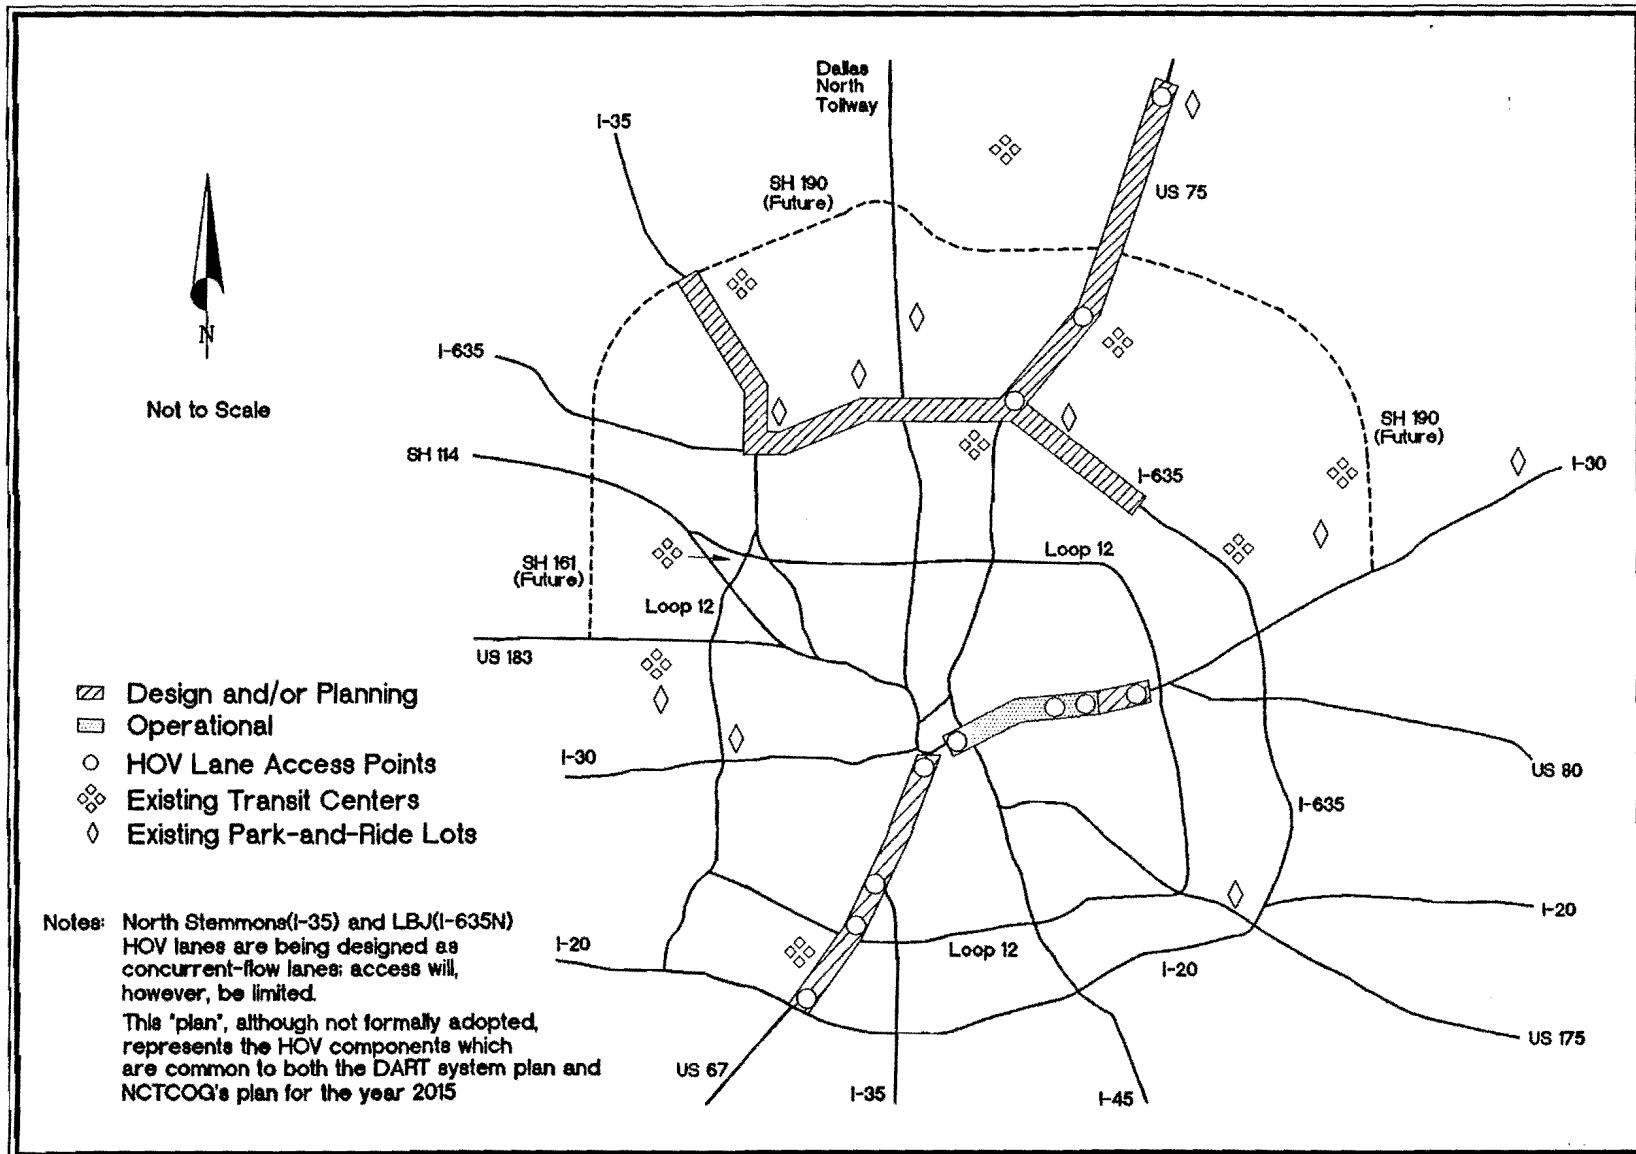 Dallas
North
Tollway
I-35
SH 190
(Future)
US 75
N
Not to Scale
I-635
SH 114
SH 190
(Future)
I-30
I-635
Loop 12
SH 161
(Future)
Loop 12
US 183
Design and/or Planning
Operational
HOV Lane Access Points
Existing Transit Centers
Existing Park-and-Ride Lots
I-30
US 80
I-635
Notes: North Stemmons(I-35) and LBJ(I-635N)
HOV lanes are being designed as
concurrent-flow lanes; access will,
however, be limited.
This "plan", although not formally adopted,
represents the HOV components which
are common to both the DART system plan and
NCTCOG's plan for the year 2015
I-20
Loop 12
I-20
I-20
US 175
US 67
I-35
I-45